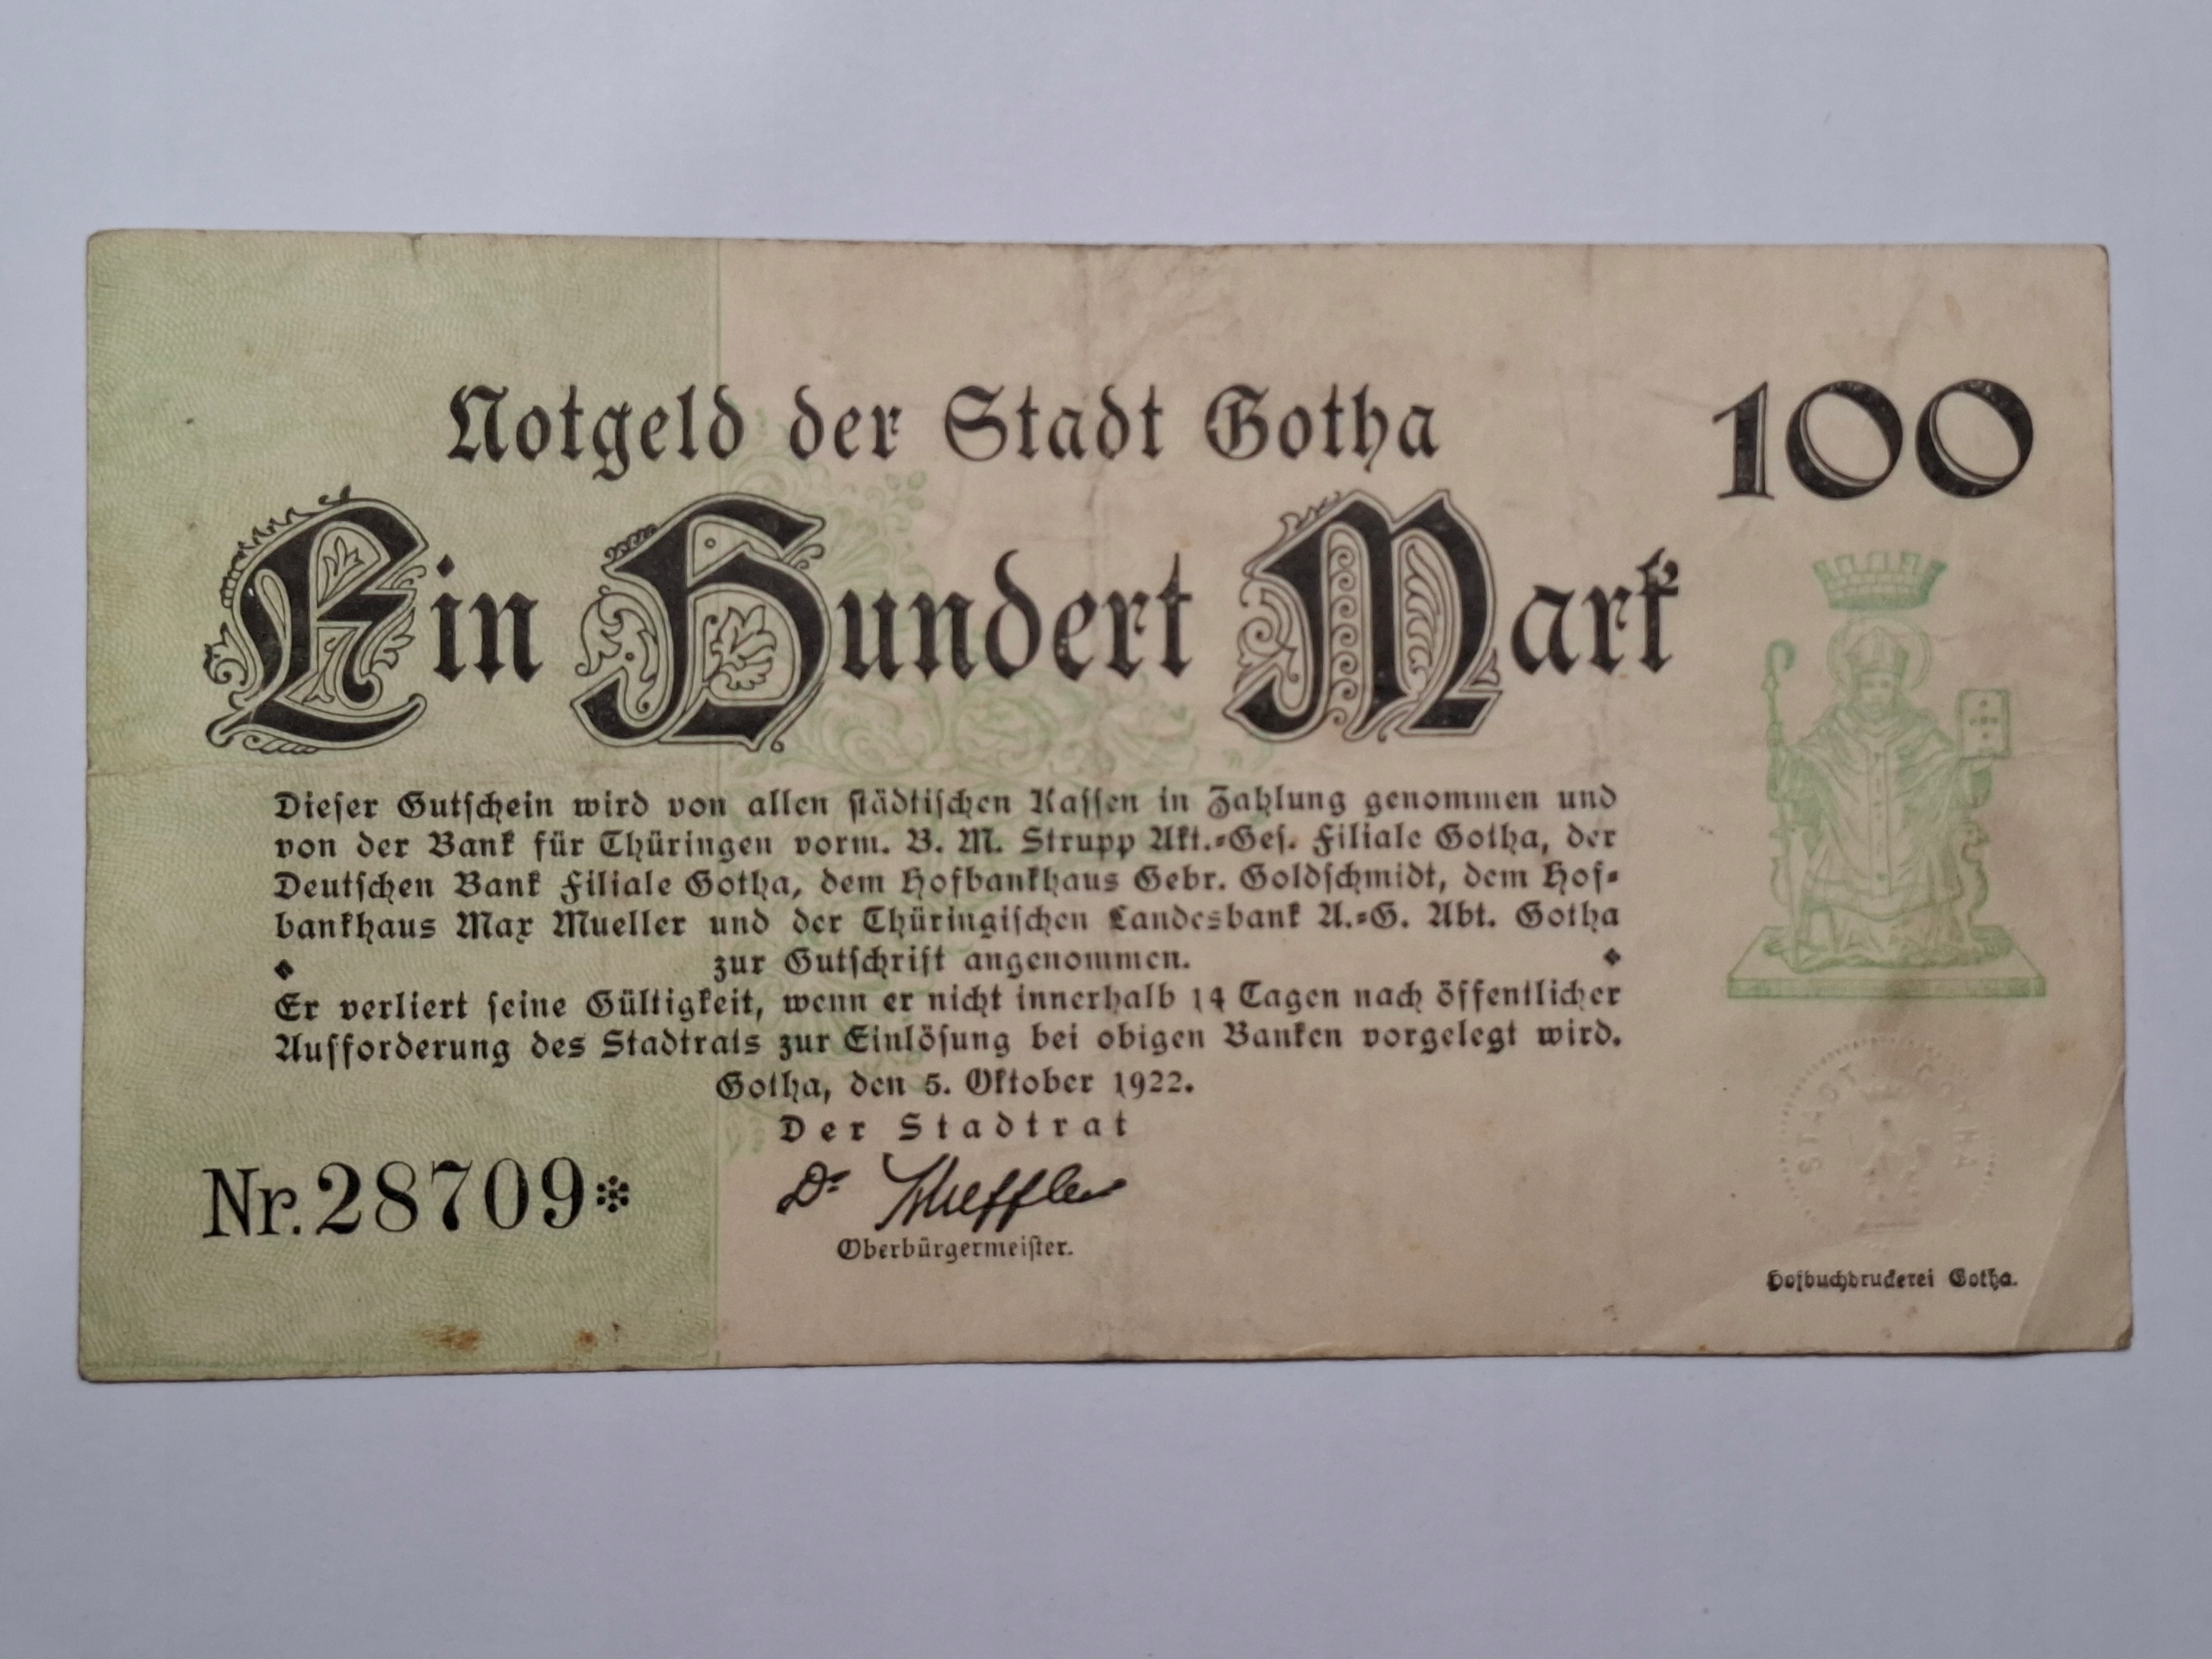 Notgeld der Stadt Gotha
100
Ein Hundert Mark
Dieser Gutschein wird von allen städtischen Kassen in Zahlung genommen und
von der Bank für Thüringen vorm. B. M. Strupp Akt.-Ges. Filiale Gotha, der
Deutschen Bank Filiale Gotha, dem Hofbankhaus Gebr. Goldschmidt, dem Hof-
bankhaus Max Mueller und der Thüringischen Landesbank A.-G. Abt. Gotha
zur Gutschrift angenommen.
Er verliert seine Gültigkeit, wenn er nicht innerhalb 14 Tagen nach öffentlicher
Aufforderung des Stadtrats zur Einlösung bei obigen Banken vorgelegt wird.
Gotha, den 5. Oktober 1922.
Der Stadtrat
Nr. 28709*
Dr
Oberbürgermeister.
STADT GOTHA
Hofbuchdruckerei Gotha.